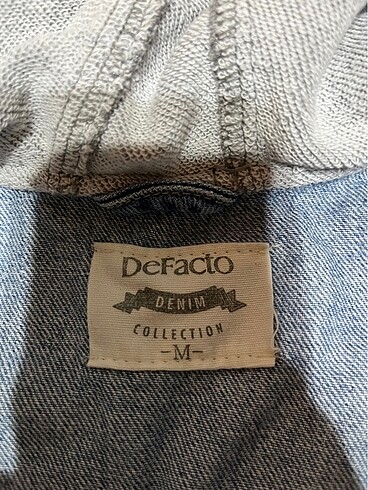 DeFacto
DENIM
COLLECTION
-M-